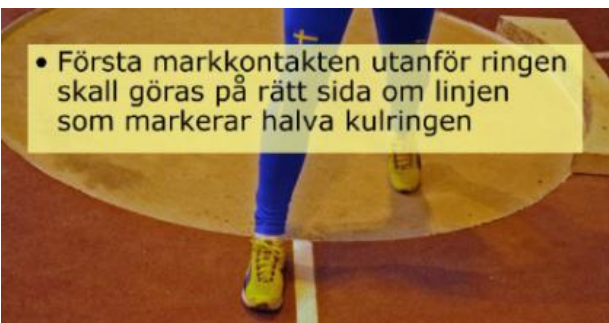 • Första markkontakten utanför ringen
skall göras på rätt sida om linjen
som markerar halva kulringen